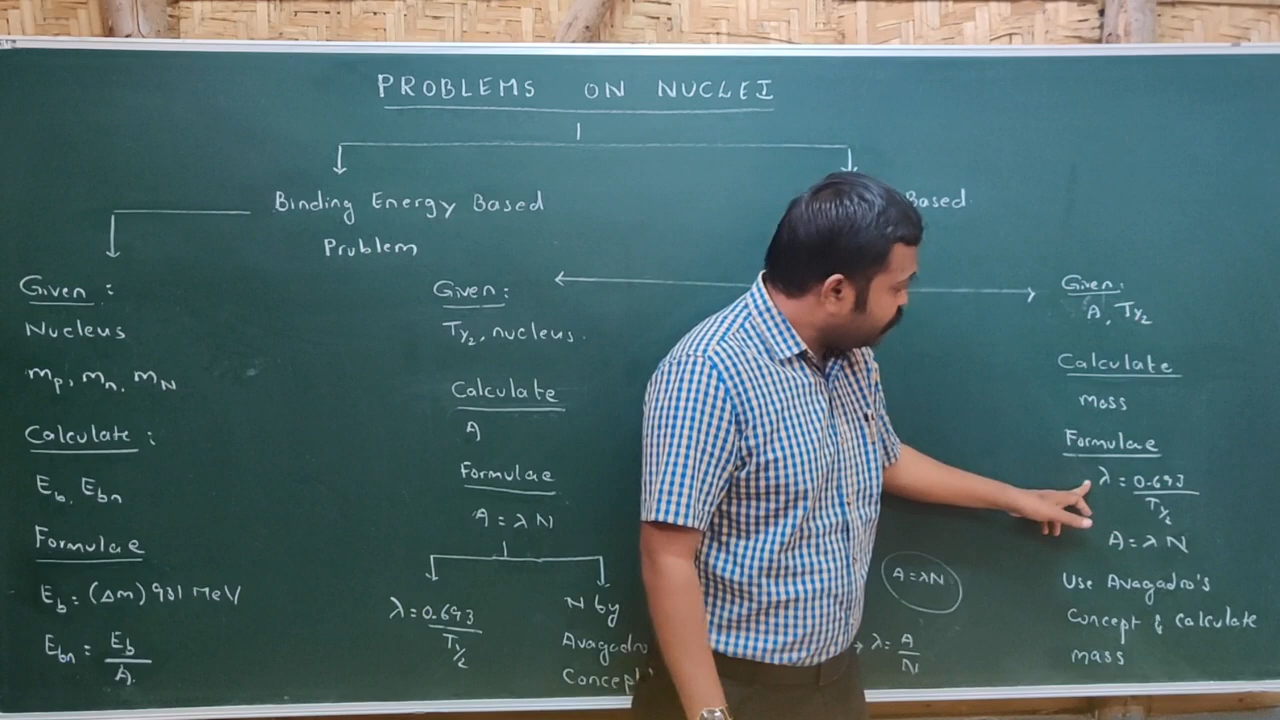 PROBLEMS ON NUCLEI
Binding Energy Based
Problem
Based
Given :
Nucleus
mp, mn, mN
Calculate :
Eb, Ebn
Formulae
Eb = (Δm) 931 MeV
Ebn = Eb/A
Given :
T1/2, nucleus.
Calculate
A
Formulae
A = λN
λ = 0.693/T1/2
N by
Avagadro
Concept
A = λN
λ = A/N
Given:
A, T1/2
Calculate
mass
Formulae
λ = 0.693/T1/2
A = λN
Use Avagadro's
Concept & Calculate
mass